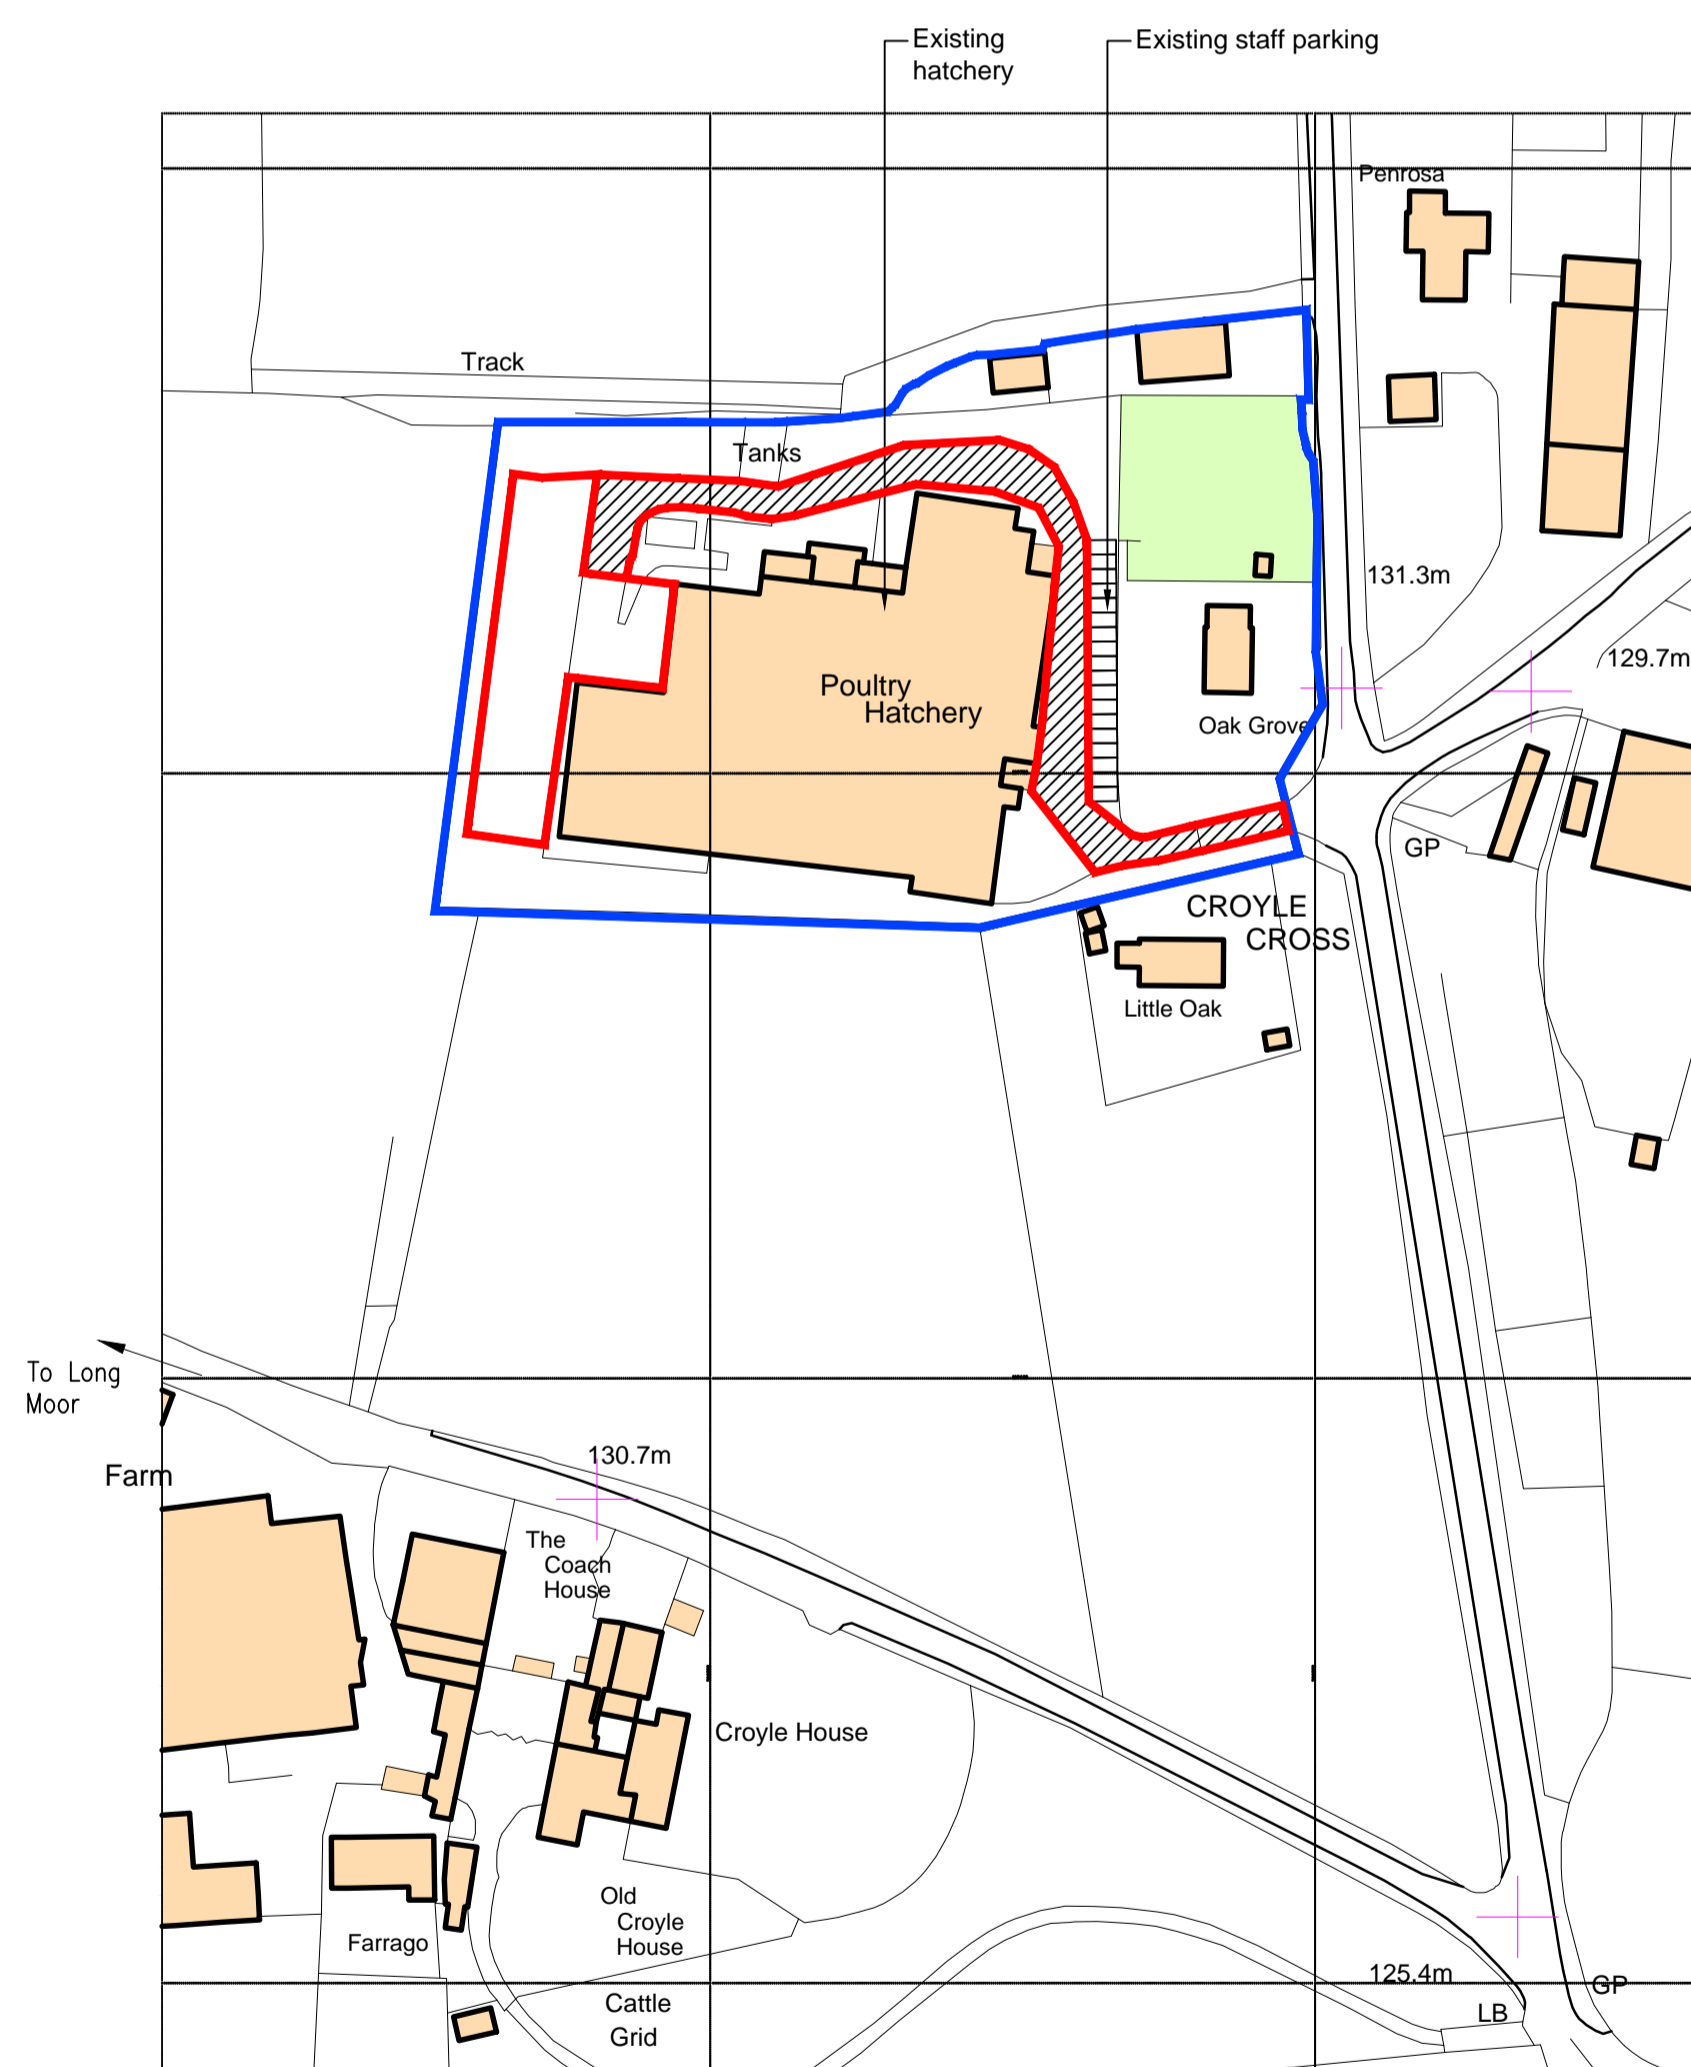 Existing
hatchery
Existing staff parking
Penrosa
Track
Tanks
131.3m
129.7m
Poultry
Hatchery
Oak Grove
GP
CROYLE
CROSS
Little Oak
To Long
Moor
130.7m
Farm
The
Coach
House
Croyle House
Old
Croyle
House
Farrago
125.4m
GP
Cattle
Grid
LB